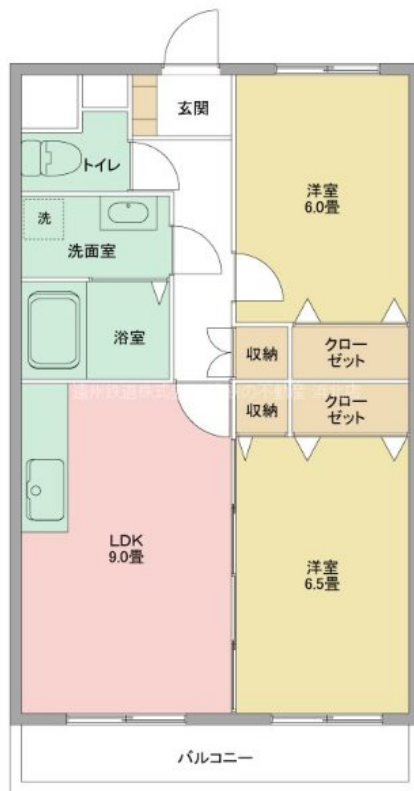 玄関
トイレ
洋室
6.0畳
洗
洗面室
浴室
収納
クロー
ゼット
収納
クロー
ゼット
LDK
9.0畳
洋室
6.5畳
バルコニー